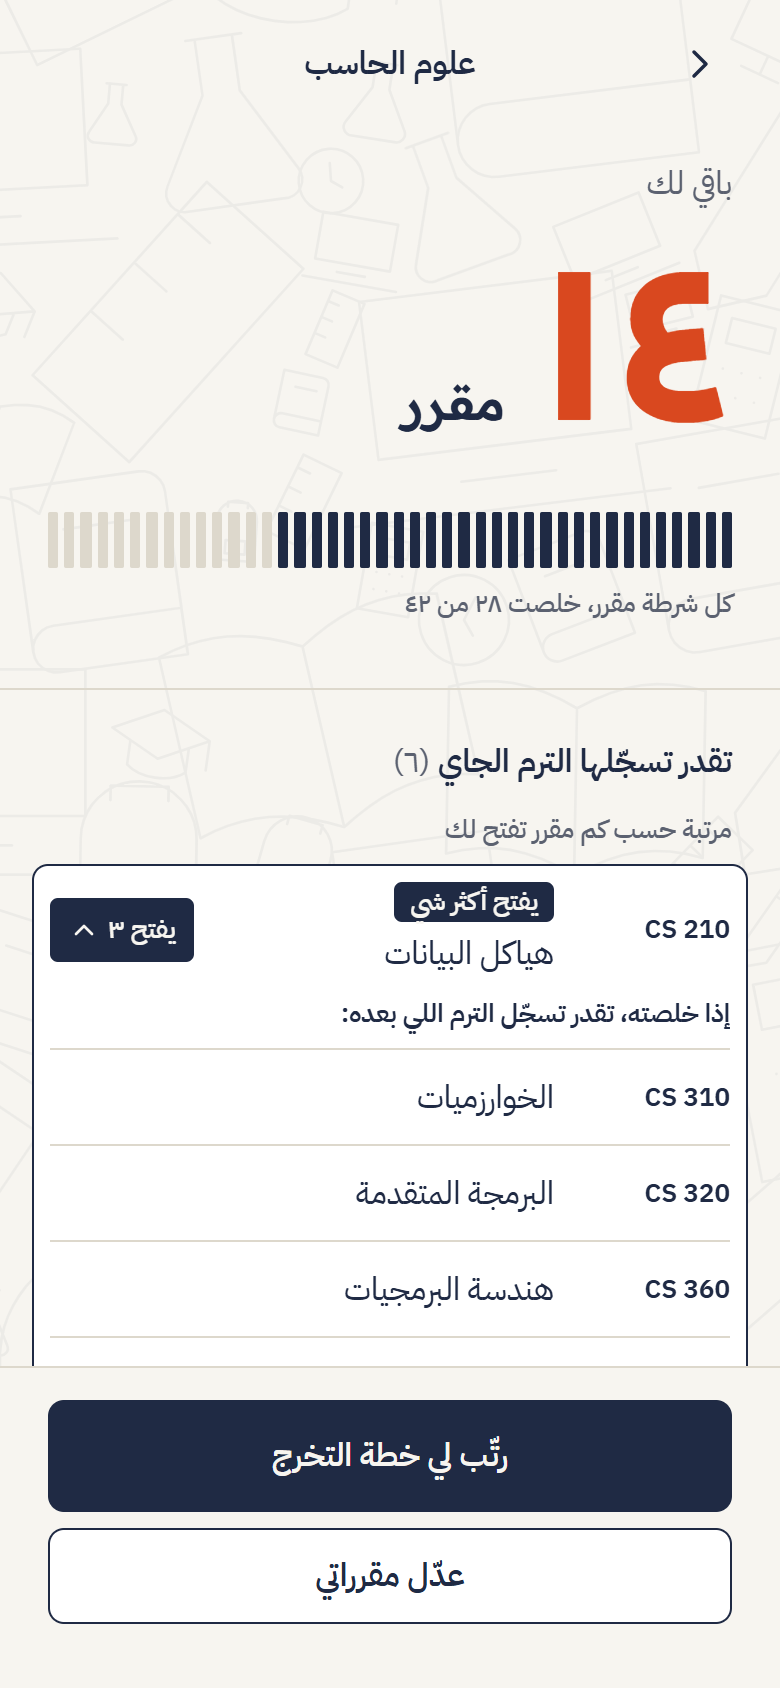 علوم الحاسب
باقي لك
١٤ مقرر
كل شرطة مقرر، خلصت ٢٨ من ٤٢
تقدر تسجّلها الترم الجاي (٦)
مرتبة حسب كم مقرر تفتح لك
يفتح أكثر شي
CS 210 هياكل البيانات يفتح ٣
إذا خلصته، تقدر تسجّل الترم اللي بعده:
CS 310 الخوارزميات
CS 320 البرمجة المتقدمة
CS 360 هندسة البرمجيات
رتّب لي خطة التخرج
عدّل مقرراتي